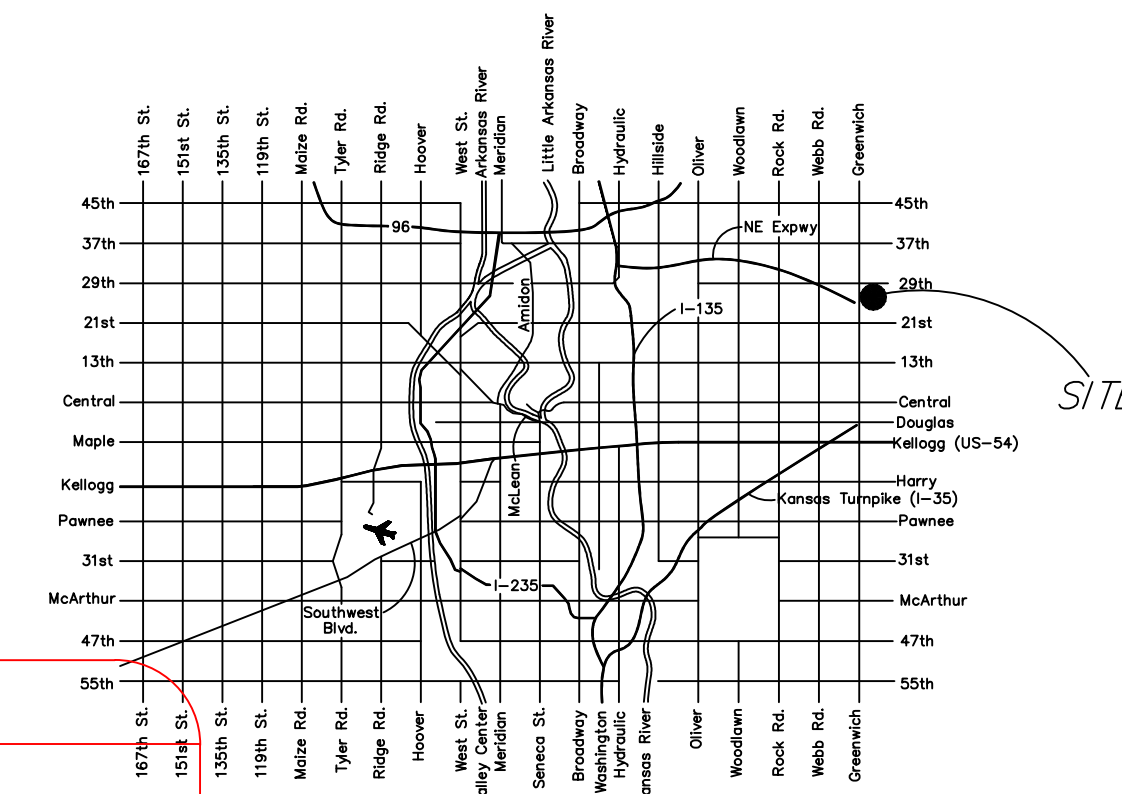 167th St.
151st St.
135th St.
119th St.
Maize Rd.
Tyler Rd.
Ridge Rd.
Hoover
West St.
Arkansas River
Meridian
Little Arkansas River
Broadway
Hydraulic
Hillside
Oliver
Woodlawn
Rock Rd.
Webb Rd.
Greenwich
45th
45th
96
NE Expwy
37th
37th
29th
29th
Amidon
I-135
21st
21st
13th
13th
SITE
Central
Central
Douglas
Maple
Kellogg (US-54)
McLean
Kellogg
Harry
Kansas Turnpike (I-35)
Pawnee
Pawnee
31st
31st
I-235
McArthur
McArthur
Southwest
Blvd.
47th
47th
55th
55th
167th St.
151st St.
135th St.
119th St.
Maize Rd.
Tyler Rd.
Ridge Rd.
Hoover
West St.
alley Center
Meridian
Seneca St.
Broadway
Washington
Hydraulic
ansas River
Oliver
Woodlawn
Rock Rd.
Webb Rd.
Greenwich